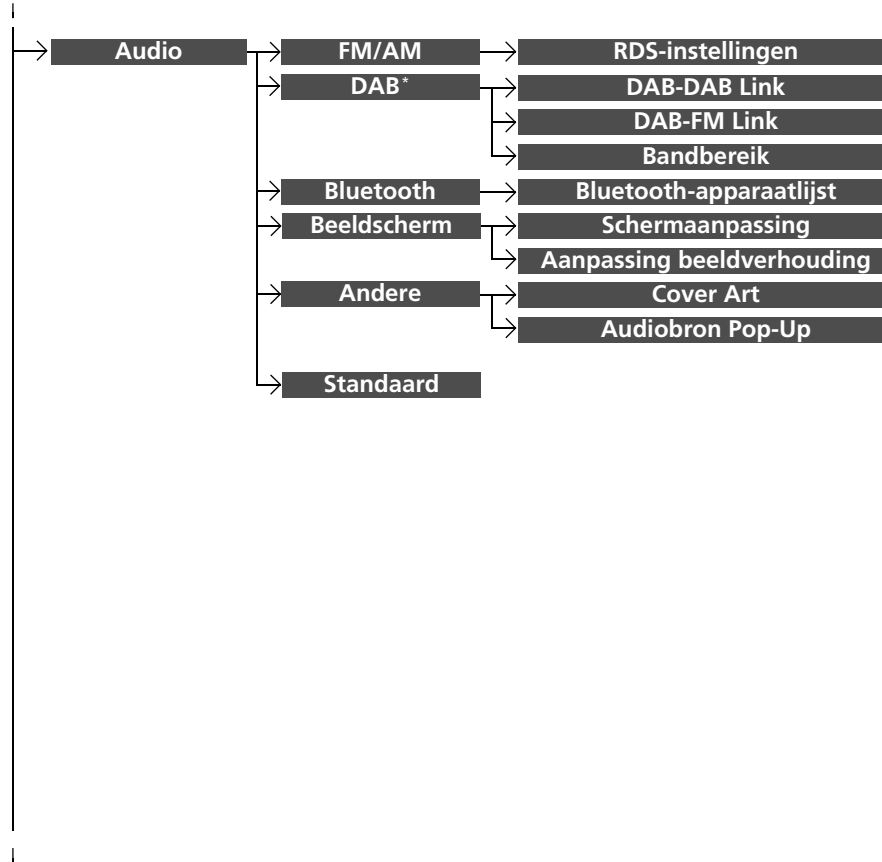 Audio
FM/AM
RDS-instellingen
DAB*
DAB-DAB Link
DAB-FM Link
Bandbereik
Bluetooth
Bluetooth-apparaatlijst
Beeldscherm
Schermaanpassing
Aanpassing beeldverhouding
Andere
Cover Art
Audiobron Pop-Up
Standaard